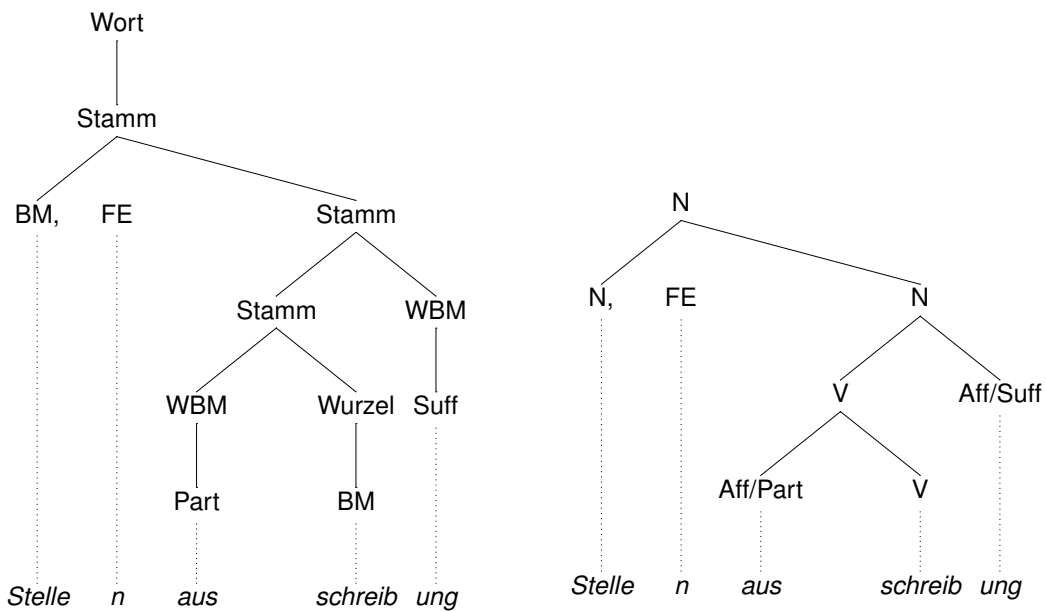 Wort
Stamm
BM, FE Stamm
Stamm WBM
WBM Wurzel Suff
Part BM
Stelle n aus schreib ung
N
N, FE N
V Aff/Suff
Aff/Part V
Stelle n aus schreib ung